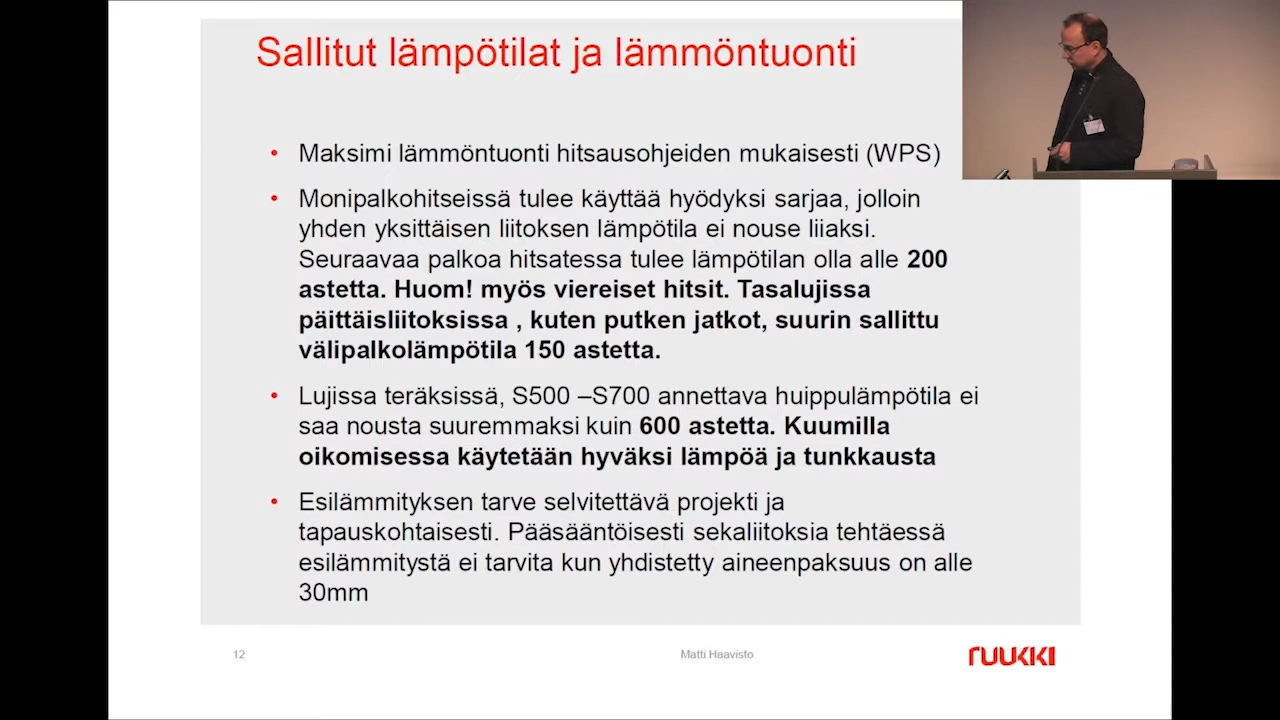 Sallitut lämpötilat ja lämmöntuonti
• Maksimi lämmöntuonti hitsausohjeiden mukaisesti (WPS)
• Monipalkohitseissä tulee käyttää hyödyksi sarjaa, jolloin
yhden yksittäisen liitoksen lämpötila ei nouse liiaksi.
Seuraavaa palkoa hitsatessa tulee lämpötilan olla alle 200
astetta. Huom! myös viereiset hitsit. Tasalujissa
päittäisliitoksissa , kuten putken jatkot, suurin sallittu
välipalkolämpötila 150 astetta.
• Lujissa teräksissä, S500 –S700 annettava huippulämpötila ei
saa nousta suuremmaksi kuin 600 astetta. Kuumilla
oikomisessa käytetään hyväksi lämpöä ja tunkkausta
• Esilämmityksen tarve selvitettävä projekti ja
tapauskohtaisesti. Pääsääntöisesti sekaliitoksia tehtäessä
esilämmitystä ei tarvita kun yhdistetty aineenpaksuus on alle
30mm
12
Matti Haavisto
RUUKKI